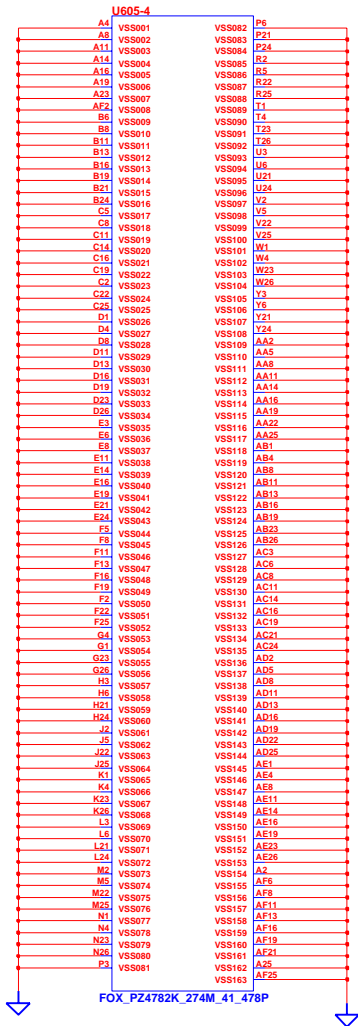 U605-4
A4 VSS001 VSS082 P6
A8 VSS002 VSS083 P21
A11 VSS003 VSS084 P24
A14 VSS004 VSS085 R2
A16 VSS005 VSS086 R5
A19 VSS006 VSS087 R22
A23 VSS007 VSS088 R25
AF2 VSS008 VSS089 T1
B6 VSS009 VSS090 T4
B8 VSS010 VSS091 T23
B11 VSS011 VSS092 T26
B13 VSS012 VSS093 U3
B16 VSS013 VSS094 U6
B19 VSS014 VSS095 U21
B21 VSS015 VSS096 U24
B24 VSS016 VSS097 V2
C5 VSS017 VSS098 V5
C8 VSS018 VSS099 V22
C11 VSS019 VSS100 V25
C14 VSS020 VSS101 W1
C16 VSS021 VSS102 W4
C19 VSS022 VSS103 W23
C2 VSS023 VSS104 W26
C22 VSS024 VSS105 Y3
C25 VSS025 VSS106 Y6
D1 VSS026 VSS107 Y21
D4 VSS027 VSS108 Y24
D8 VSS028 VSS109 AA2
D11 VSS029 VSS110 AA5
D13 VSS030 VSS111 AA8
D16 VSS031 VSS112 AA11
D19 VSS032 VSS113 AA14
D23 VSS033 VSS114 AA16
D26 VSS034 VSS115 AA19
E3 VSS035 VSS116 AA22
E6 VSS036 VSS117 AA25
E8 VSS037 VSS118 AB1
E11 VSS038 VSS119 AB4
E14 VSS039 VSS120 AB8
E16 VSS040 VSS121 AB11
E19 VSS041 VSS122 AB13
E21 VSS042 VSS123 AB16
E24 VSS043 VSS124 AB19
F5 VSS044 VSS125 AB23
F8 VSS045 VSS126 AB26
F11 VSS046 VSS127 AC3
F13 VSS047 VSS128 AC6
F16 VSS048 VSS129 AC8
F19 VSS049 VSS130 AC11
F2 VSS050 VSS131 AC14
F22 VSS051 VSS132 AC16
F25 VSS052 VSS133 AC19
G4 VSS053 VSS134 AC21
G1 VSS054 VSS135 AC24
G23 VSS055 VSS136 AD2
G26 VSS056 VSS137 AD5
H3 VSS057 VSS138 AD8
H6 VSS058 VSS139 AD11
H21 VSS059 VSS140 AD13
H24 VSS060 VSS141 AD16
J2 VSS061 VSS142 AD19
J5 VSS062 VSS143 AD22
J22 VSS063 VSS144 AD25
J25 VSS064 VSS145 AE1
K1 VSS065 VSS146 AE4
K4 VSS066 VSS147 AE8
K23 VSS067 VSS148 AE11
K26 VSS068 VSS149 AE14
L3 VSS069 VSS150 AE16
L6 VSS070 VSS151 AE19
L21 VSS071 VSS152 AE23
L24 VSS072 VSS153 AE26
M2 VSS073 VSS154 A2
M5 VSS074 VSS155 AF6
M22 VSS075 VSS156 AF8
M25 VSS076 VSS157 AF11
N1 VSS077 VSS158 AF13
N4 VSS078 VSS159 AF16
N23 VSS079 VSS160 AF19
N26 VSS080 VSS161 AF21
P3 VSS081 VSS162 A25
VSS163 AF25
FOX_PZ4782K_274M_41_478P